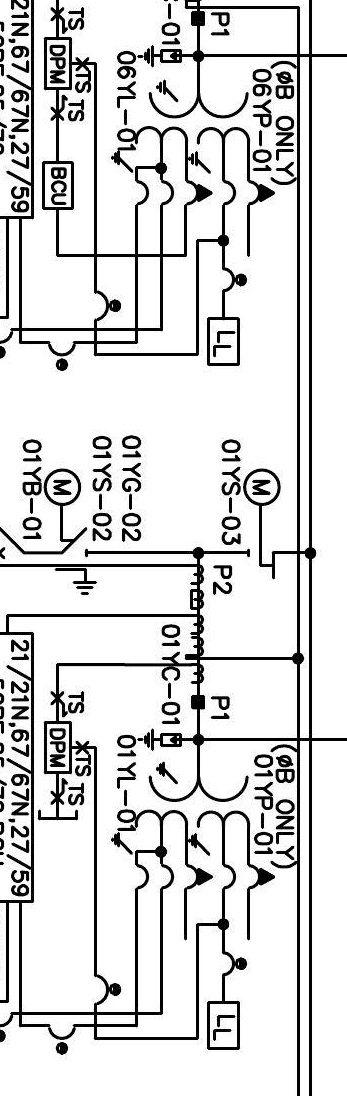 P1
TS
DPM
TS
TS
06YL-01
(øB ONLY)
06YP-01
21N,67/67N,27/59
BCU
LL
01YS-03
M
01YG-02
01YS-02
M
01YB-01
P2
01YC-01
P1
TS
DPM
TS
TS
01YL-01
(øB ONLY)
01YP-01
21/21N,67/67N,27/59
LL